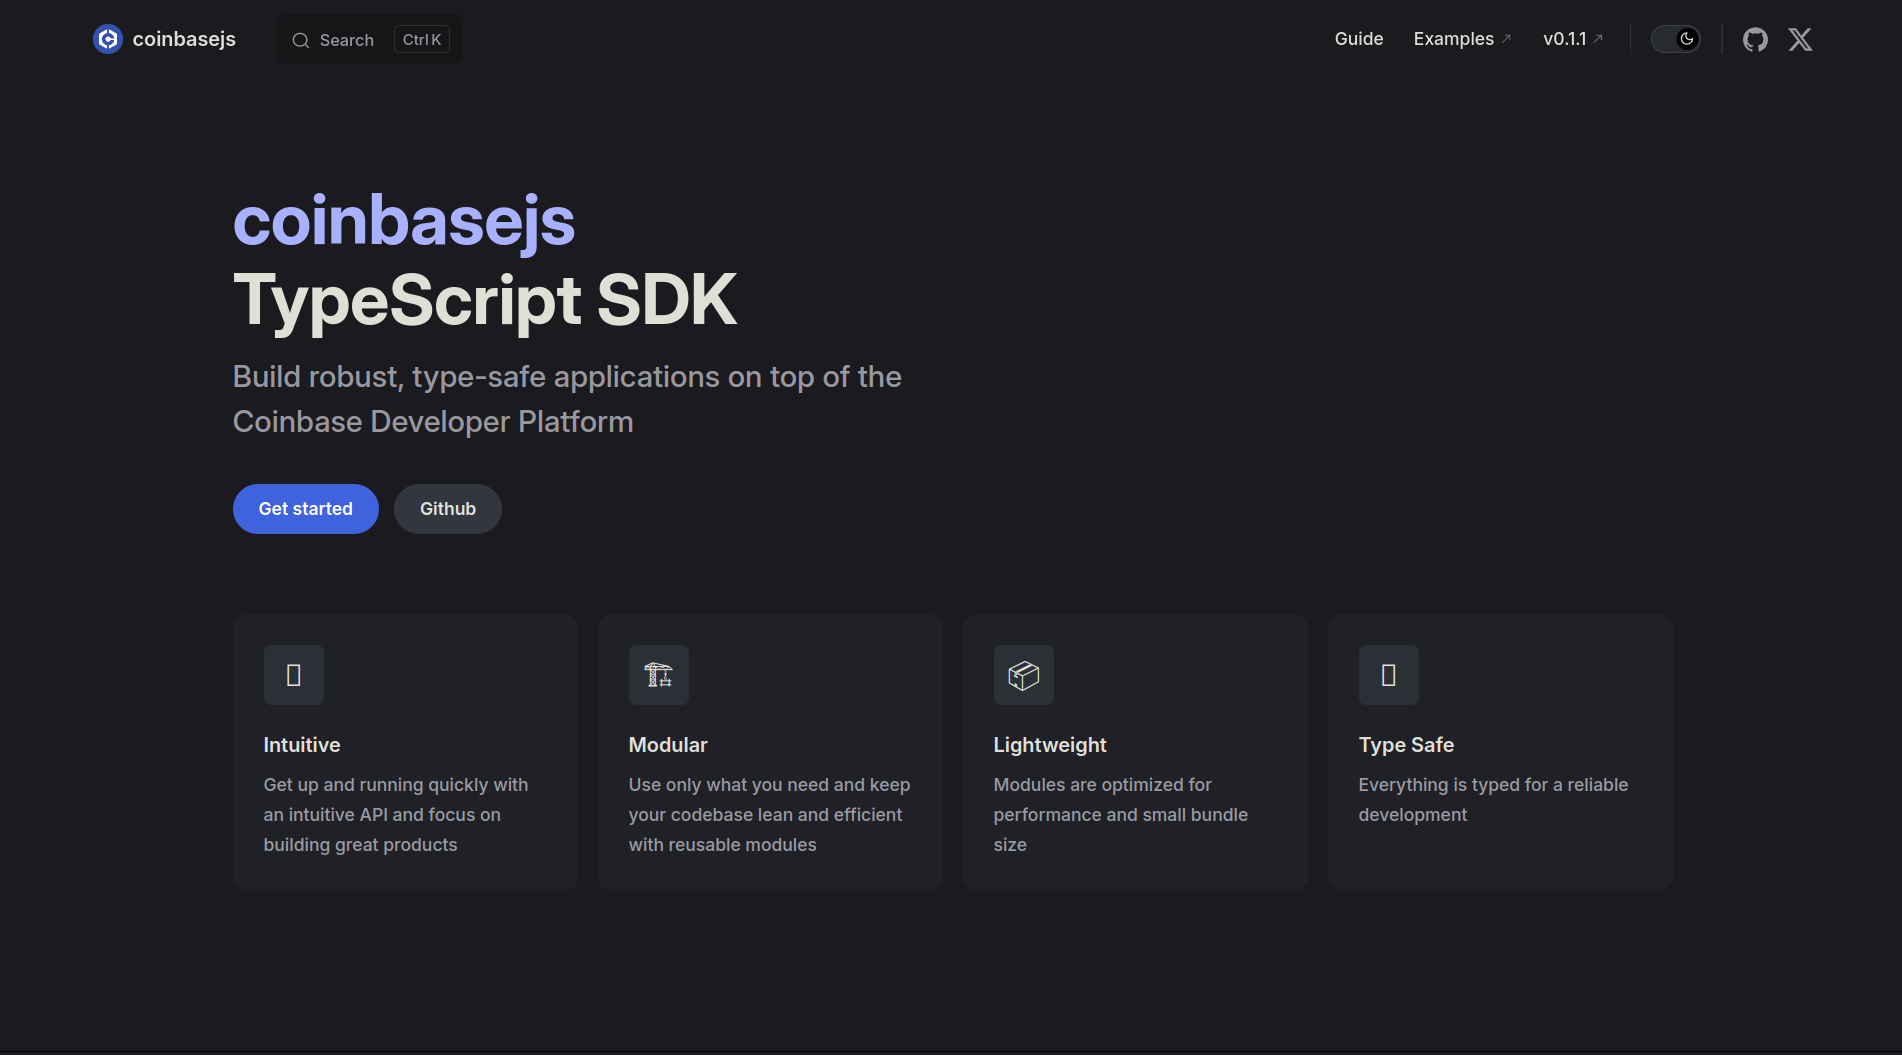 coinbasejs
Search Ctrl K
Guide Examples v0.1.1
coinbasejs
TypeScript SDK
Build robust, type-safe applications on top of the
Coinbase Developer Platform
Get started
Github
Intuitive
Get up and running quickly with
an intuitive API and focus on
building great products
Modular
Use only what you need and keep
your codebase lean and efficient
with reusable modules
Lightweight
Modules are optimized for
performance and small bundle
size
Type Safe
Everything is typed for a reliable
development